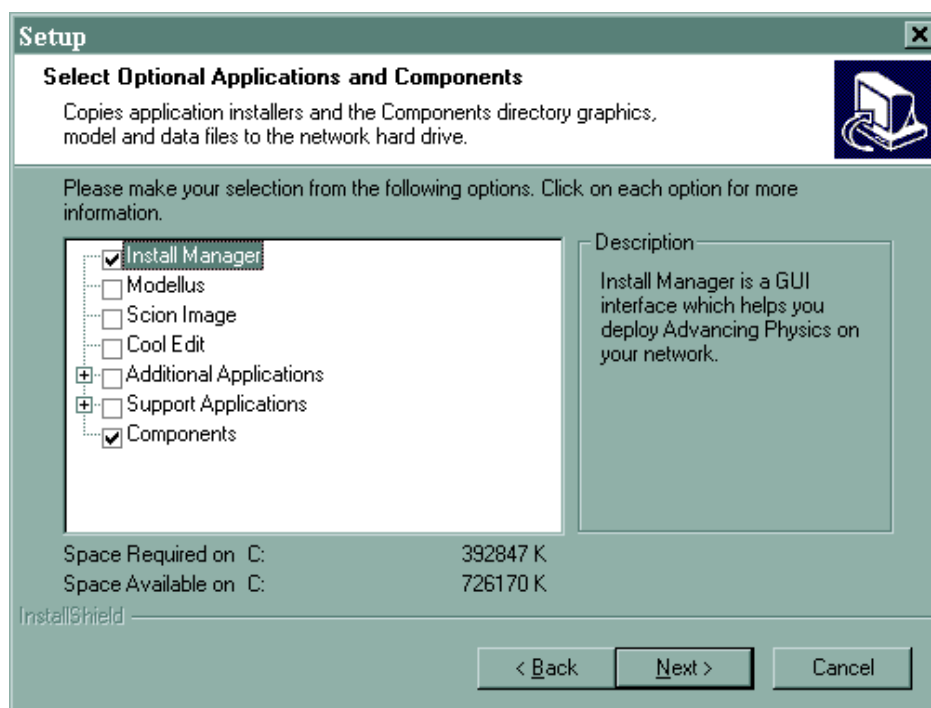 Setup
Select Optional Applications and Components
Copies application installers and the Components directory graphics,
model and data files to the network hard drive.
Please make your selection from the following options. Click on each option for more
information.
Install Manager
Modellus
Scion Image
Cool Edit
Additional Applications
Support Applications
Components
Description
Install Manager is a GUI
interface which helps you
deploy Advancing Physics on
your network.
Space Required on C: 392847 K
Space Available on C: 726170 K
InstallShield
< Back
Next >
Cancel